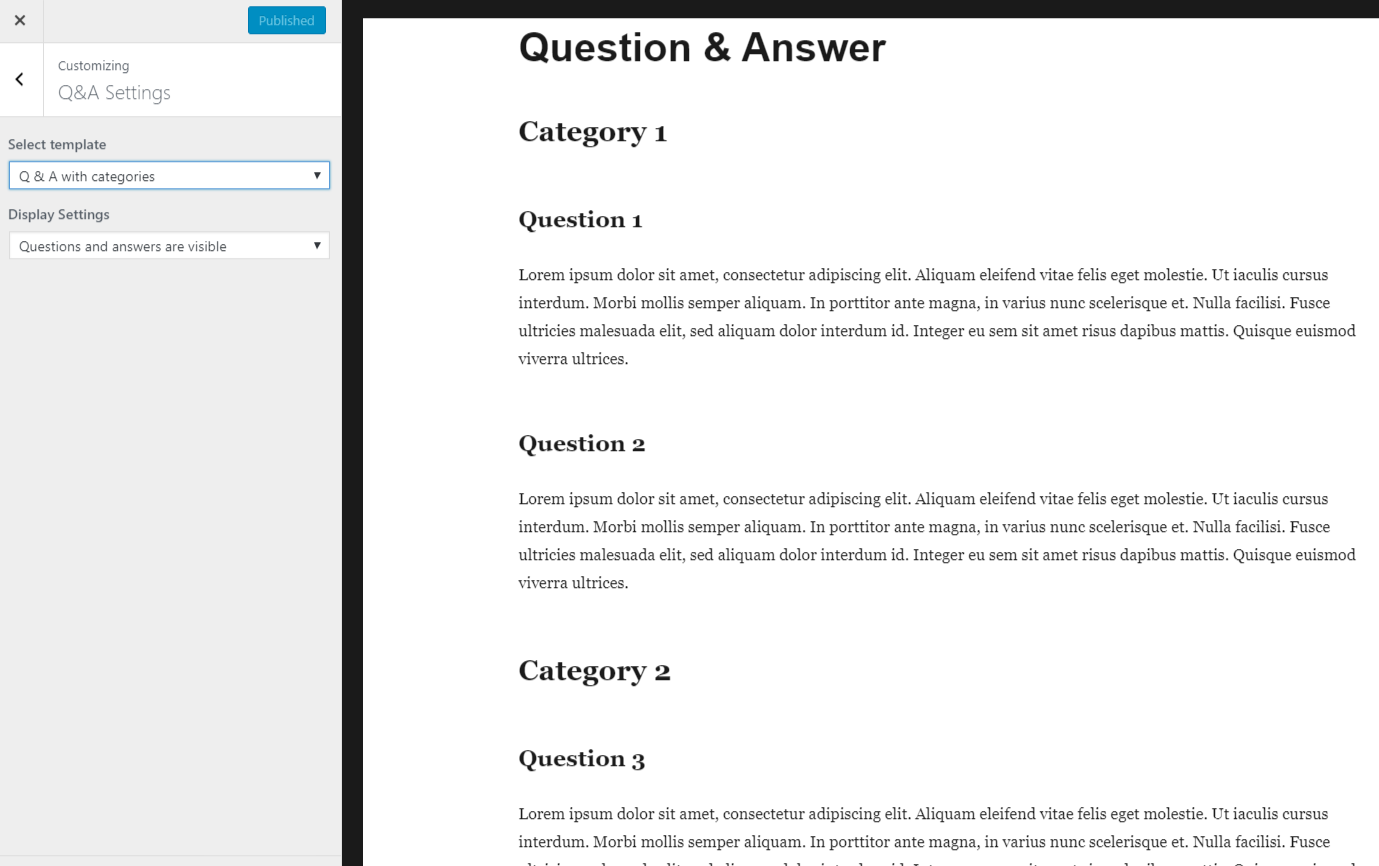 Published
Customizing
Q&A Settings
Select template
Q & A with categories
Display Settings
Questions and answers are visible
Question & Answer
Category 1
Question 1
Lorem ipsum dolor sit amet, consectetur adipiscing elit. Aliquam eleifend vitae felis eget molestie. Ut iaculis cursus
interdum. Morbi mollis semper aliquam. In porttitor ante magna, in varius nunc scelerisque et. Nulla facilisi. Fusce
ultricies malesuada elit, sed aliquam dolor interdum id. Integer eu sem sit amet risus dapibus mattis. Quisque euismod
viverra ultrices.
Question 2
Lorem ipsum dolor sit amet, consectetur adipiscing elit. Aliquam eleifend vitae felis eget molestie. Ut iaculis cursus
interdum. Morbi mollis semper aliquam. In porttitor ante magna, in varius nunc scelerisque et. Nulla facilisi. Fusce
ultricies malesuada elit, sed aliquam dolor interdum id. Integer eu sem sit amet risus dapibus mattis. Quisque euismod
viverra ultrices.
Category 2
Question 3
Lorem ipsum dolor sit amet, consectetur adipiscing elit. Aliquam eleifend vitae felis eget molestie. Ut iaculis cursus
interdum. Morbi mollis semper aliquam. In porttitor ante magna, in varius nunc scelerisque et. Nulla facilisi. Fusce